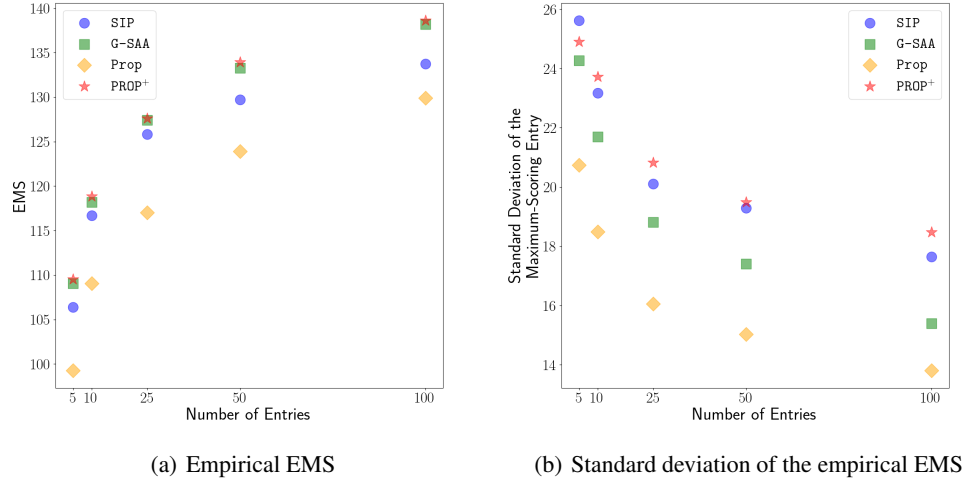 140
135
130
125
120
115
110
105
100
EMS
SIP
G-SAA
Prop
PROP+
5 10 25 50 100
Number of Entries
(a) Empirical EMS
26
24
22
20
18
16
14
Standard Deviation of the
Maximum-Scoring Entry
SIP
G-SAA
Prop
PROP+
5 10 25 50 100
Number of Entries
(b) Standard deviation of the empirical EMS